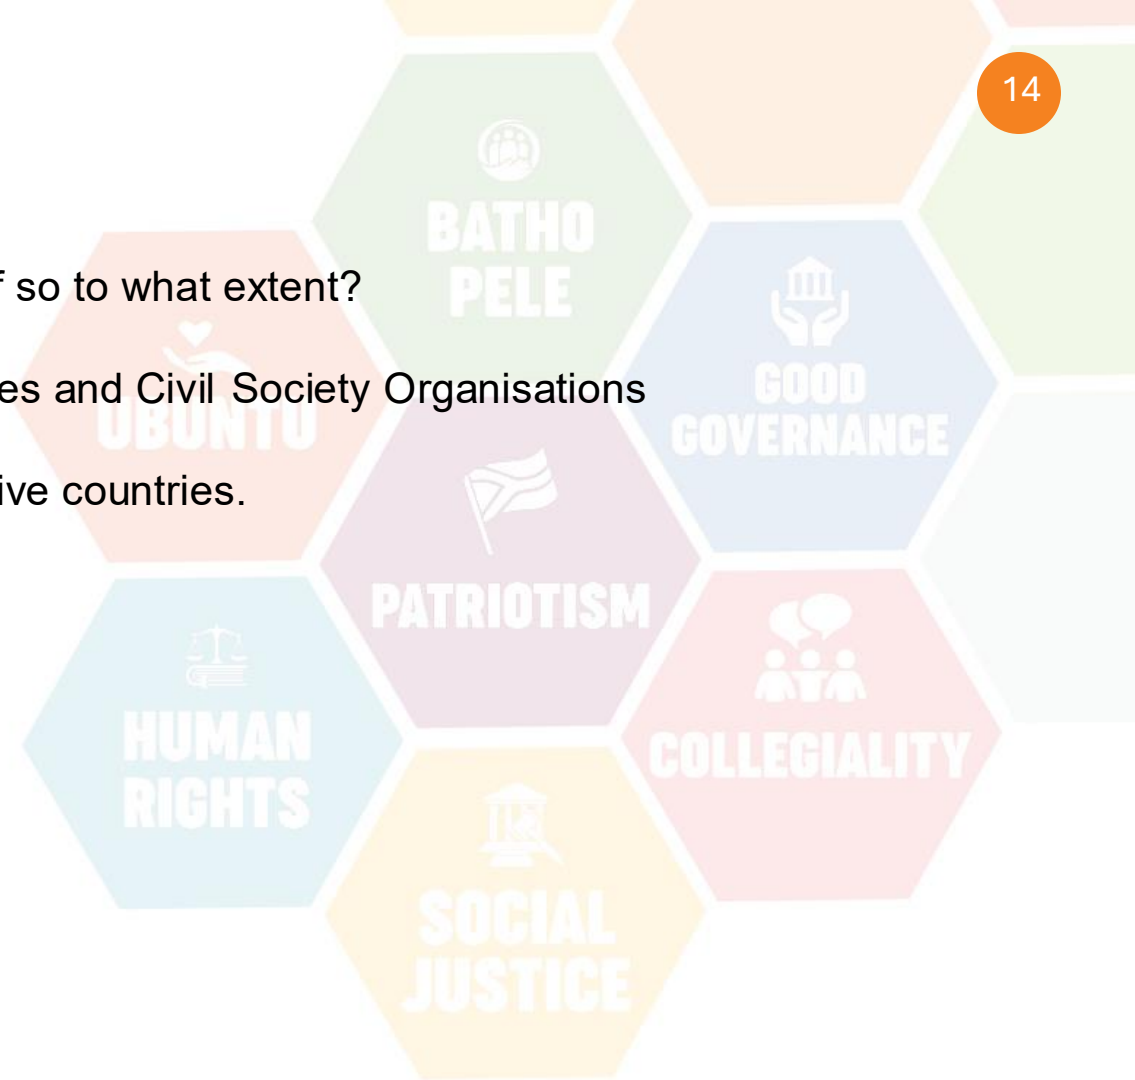 14
BATHO
PELE
f so to what extent?
GOOD
GOVERNANCE
es and Civil Society Organisations
UBUNTU
ive countries.
PATRIOTISM
HUMAN
RIGHTS
COLLEGIALITY
SOCIAL
JUSTICE